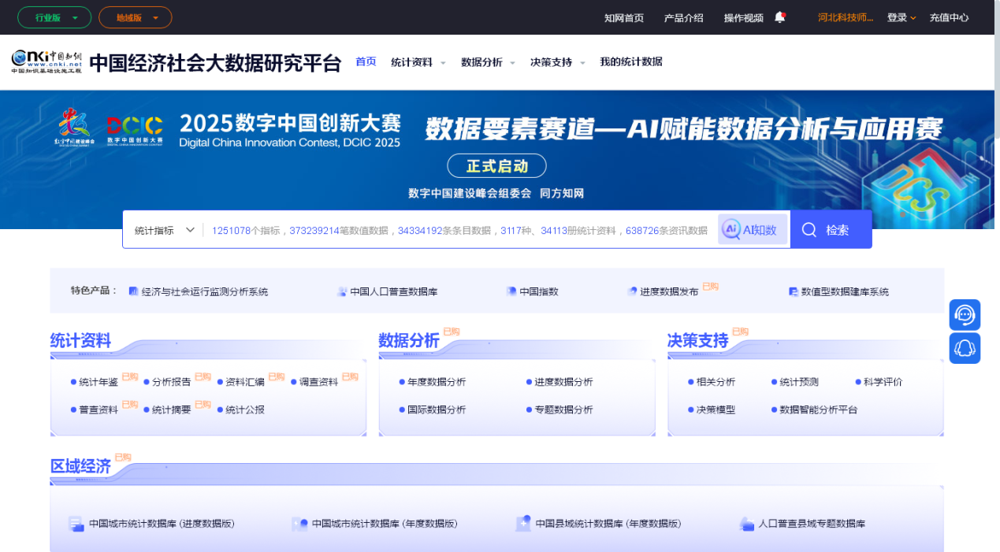 行业版 地域版 知网首页 产品介绍 操作视频 河北科技师... 登录 充值中心
CNKI中国知网
www.cnki.net
中国知识基础设施工程
中国经济社会大数据研究平台 首页 统计资料 数据分析 决策支持 我的统计数据
DCIC 2025数字中国创新大赛 数据要素赛道—AI赋能数据分析与应用赛
数字中国建设峰会 数字中国创新大赛 Digital China Innovation Contest, DCIC 2025
正式启动
数字中国建设峰会组委会 同方知网
统计指标 1251078个指标，373239214笔数值数据，34334192条条目数据，3117种、34113册统计资料，638726条资讯数据 Ai AI知数 检索
特色产品： 经济与社会运行监测分析系统 中国人口普查数据库 中国指数 进度数据发布 已购 数值型数据建库系统
统计资料 数据分析 已购 决策支持 已购
统计年鉴 已购 分析报告 已购 资料汇编 已购 调查资料 已购 年度数据分析 进度数据分析 相关分析 统计预测 科学评价
普查资料 已购 统计摘要 已购 统计公报 国际数据分析 专题数据分析 决策模型 数据智能分析平台
区域经济 已购
中国城市统计数据库 (进度数据版) 中国城市统计数据库 (年度数据版) 中国县域统计数据库 (年度数据版) 人口普查县域专题数据库